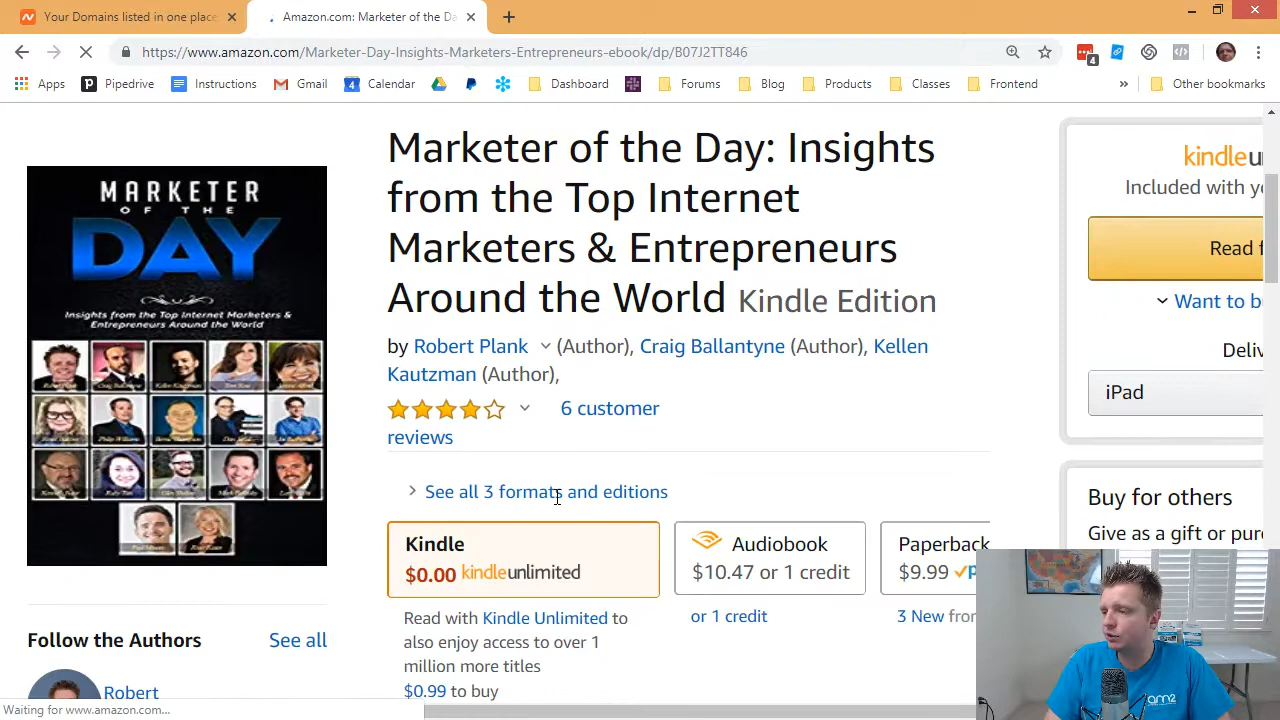 Your Domains listed in one place
Amazon.com: Marketer of the Da
https://www.amazon.com/Marketer-Day-Insights-Marketers-Entrepreneurs-ebook/dp/B07J2TT846
4
Apps
Pipedrive
Instructions
Gmail
4
Calendar
Dashboard
Forums
Blog
Products
Classes
Frontend
»
Other bookmarks
MARKETER
OF THE
DAY
Insights from the Top Internet Marketers &
Entrepreneurs Around the World
Marketer of the Day: Insights
from the Top Internet
Marketers & Entrepreneurs
Around the World Kindle Edition
by Robert Plank (Author), Craig Ballantyne (Author), Kellen
Kautzman (Author),
6 customer
reviews
See all 3 formats and editions
Kindle
$0.00 kindleunlimited
Audiobook
$10.47 or 1 credit
Paperback
$9.99
Read with Kindle Unlimited to
also enjoy access to over 1
million more titles
$0.99 to buy
or 1 credit
3 New from
kindleu
Included with yo
Read f
Want to b
Deliv
iPad
Buy for others
Give as a gift or purc
Follow the Authors
See all
Robert
Waiting for www.amazon.com...
am2